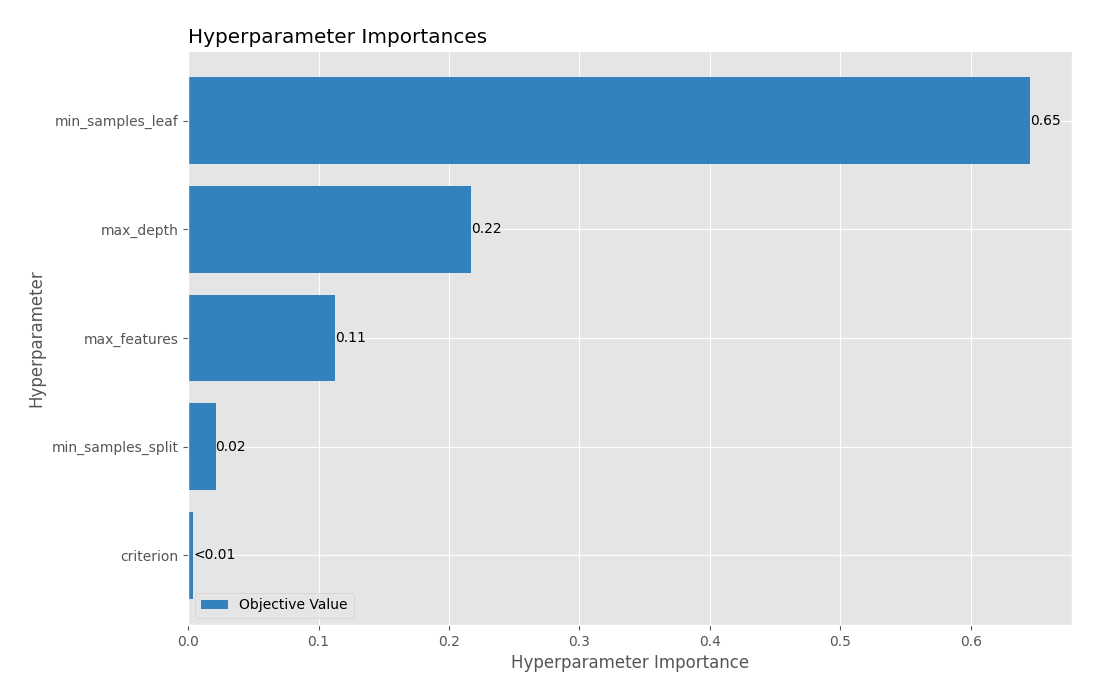 Hyperparameter Importances
Hyperparameter
min_samples_leaf
0.65
max_depth
0.22
max_features
0.11
min_samples_split
0.02
criterion
<0.01
Objective Value
0.0 0.1 0.2 0.3 0.4 0.5 0.6
Hyperparameter Importance